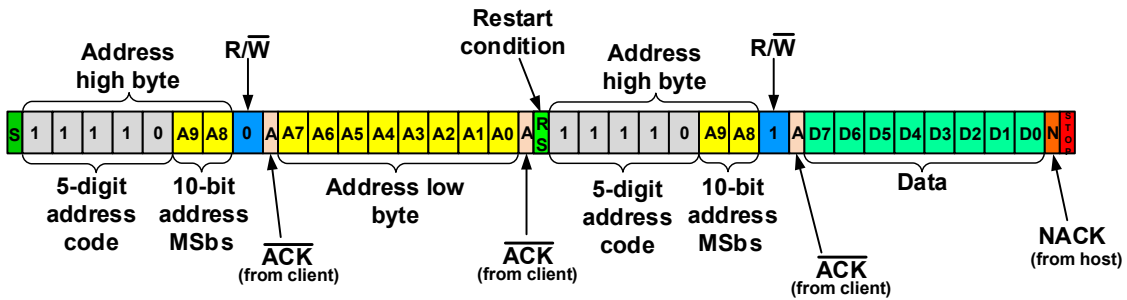 Restart
condition
Address
high byte
R/W̅
Address
high byte
R/W̅
S 1 1 1 1 0 A9 A8 0 A A7 A6 A5 A4 A3 A2 A1 A0 A RS 1 1 1 1 0 A9 A8 1 A D7 D6 D5 D4 D3 D2 D1 D0 N STOP
5-digit
address
code
10-bit
address
MSbs
Address low
byte
5-digit
address
code
10-bit
address
MSbs
Data
A̅C̅K̅
(from client)
A̅C̅K̅
(from client)
A̅C̅K̅
(from client)
NACK
(from host)